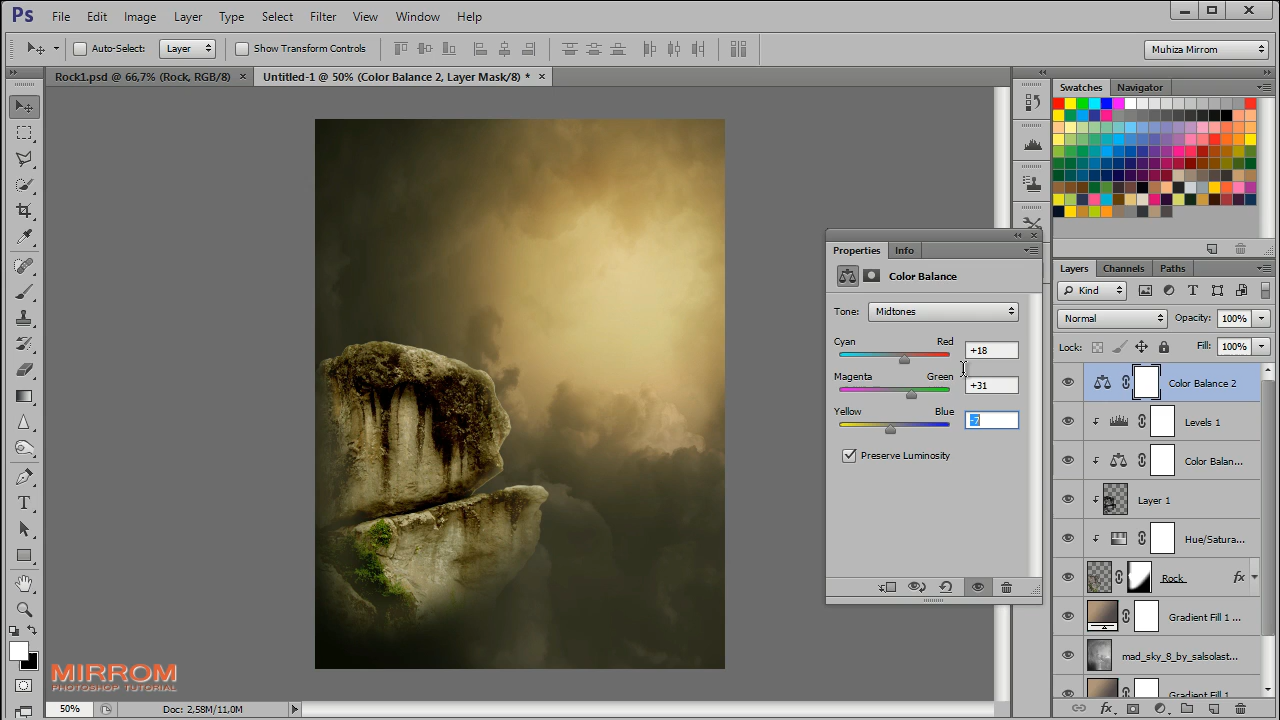 Ps File Edit Image Layer Type Select Filter View Window Help
Auto-Select: Layer Show Transform Controls Muhiza Mirrom
Rock1.psd @ 66,7% (Rock, RGB/8) × Untitled-1 @ 50% (Color Balance 2, Layer Mask/8) * ×
Swatches Navigator
Properties Info
Color Balance
Tone: Midtones
Cyan Red +18
Magenta Green +31
Yellow Blue -7
Preserve Luminosity
Layers Channels Paths
Kind
Normal Opacity: 100%
Lock: Fill: 100%
Color Balance 2
Levels 1
Color Balan...
Layer 1
Hue/Satura...
Rock fx
Gradient Fill 1 ...
mad_sky_8_by_salsolast...
Gradient Fill 1
fx
MIRROM
PHOTOSHOP TUTORIAL
50% Doc: 2,58M/11,0M